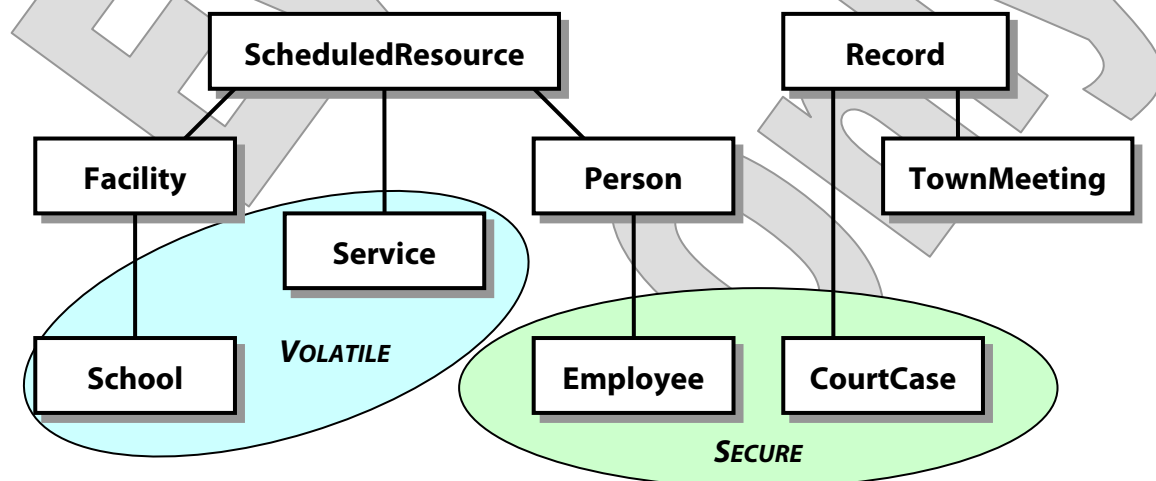 ScheduledResource
Record
Facility
Person
TownMeeting
Service
VOLATILE
School
Employee
CourtCase
SECURE